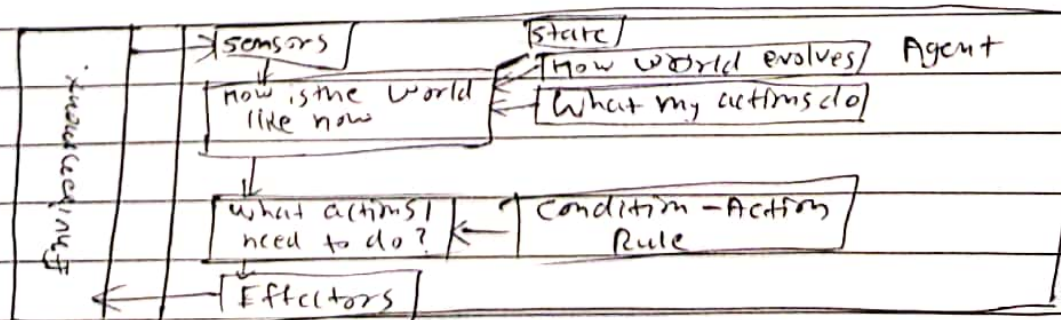 sensors
state
How world evolves
Agent
How is the world
like now
What my actions do
What actions I
need to do?
Condition-Action
Rule
Effectors